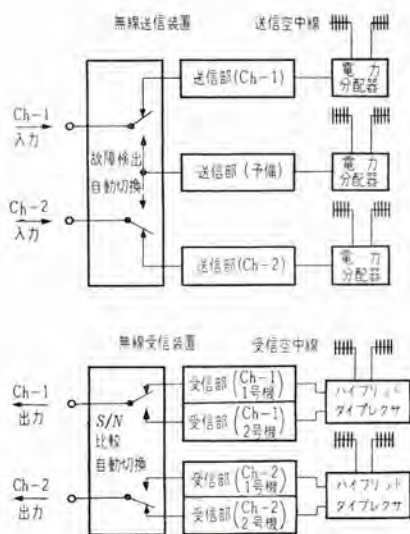 無線送信装置
送信空中線
Ch-1
入力
送信部(Ch-1)
電力
分配器
故障検出
自動切換
送信部(予備)
電力
分配器
Ch-2
入力
送信部(Ch-2)
電力
分配器
無線受信装置
受信空中線
Ch-1
出力
受信部(Ch-1 1号機)
受信部(Ch-1 2号機)
ハイブリッド
ダイプレクサ
S/N
比較
自動切換
Ch-2
出力
受信部(Ch-2 1号機)
受信部(Ch-2 2号機)
ハイブリッド
ダイプレクサ